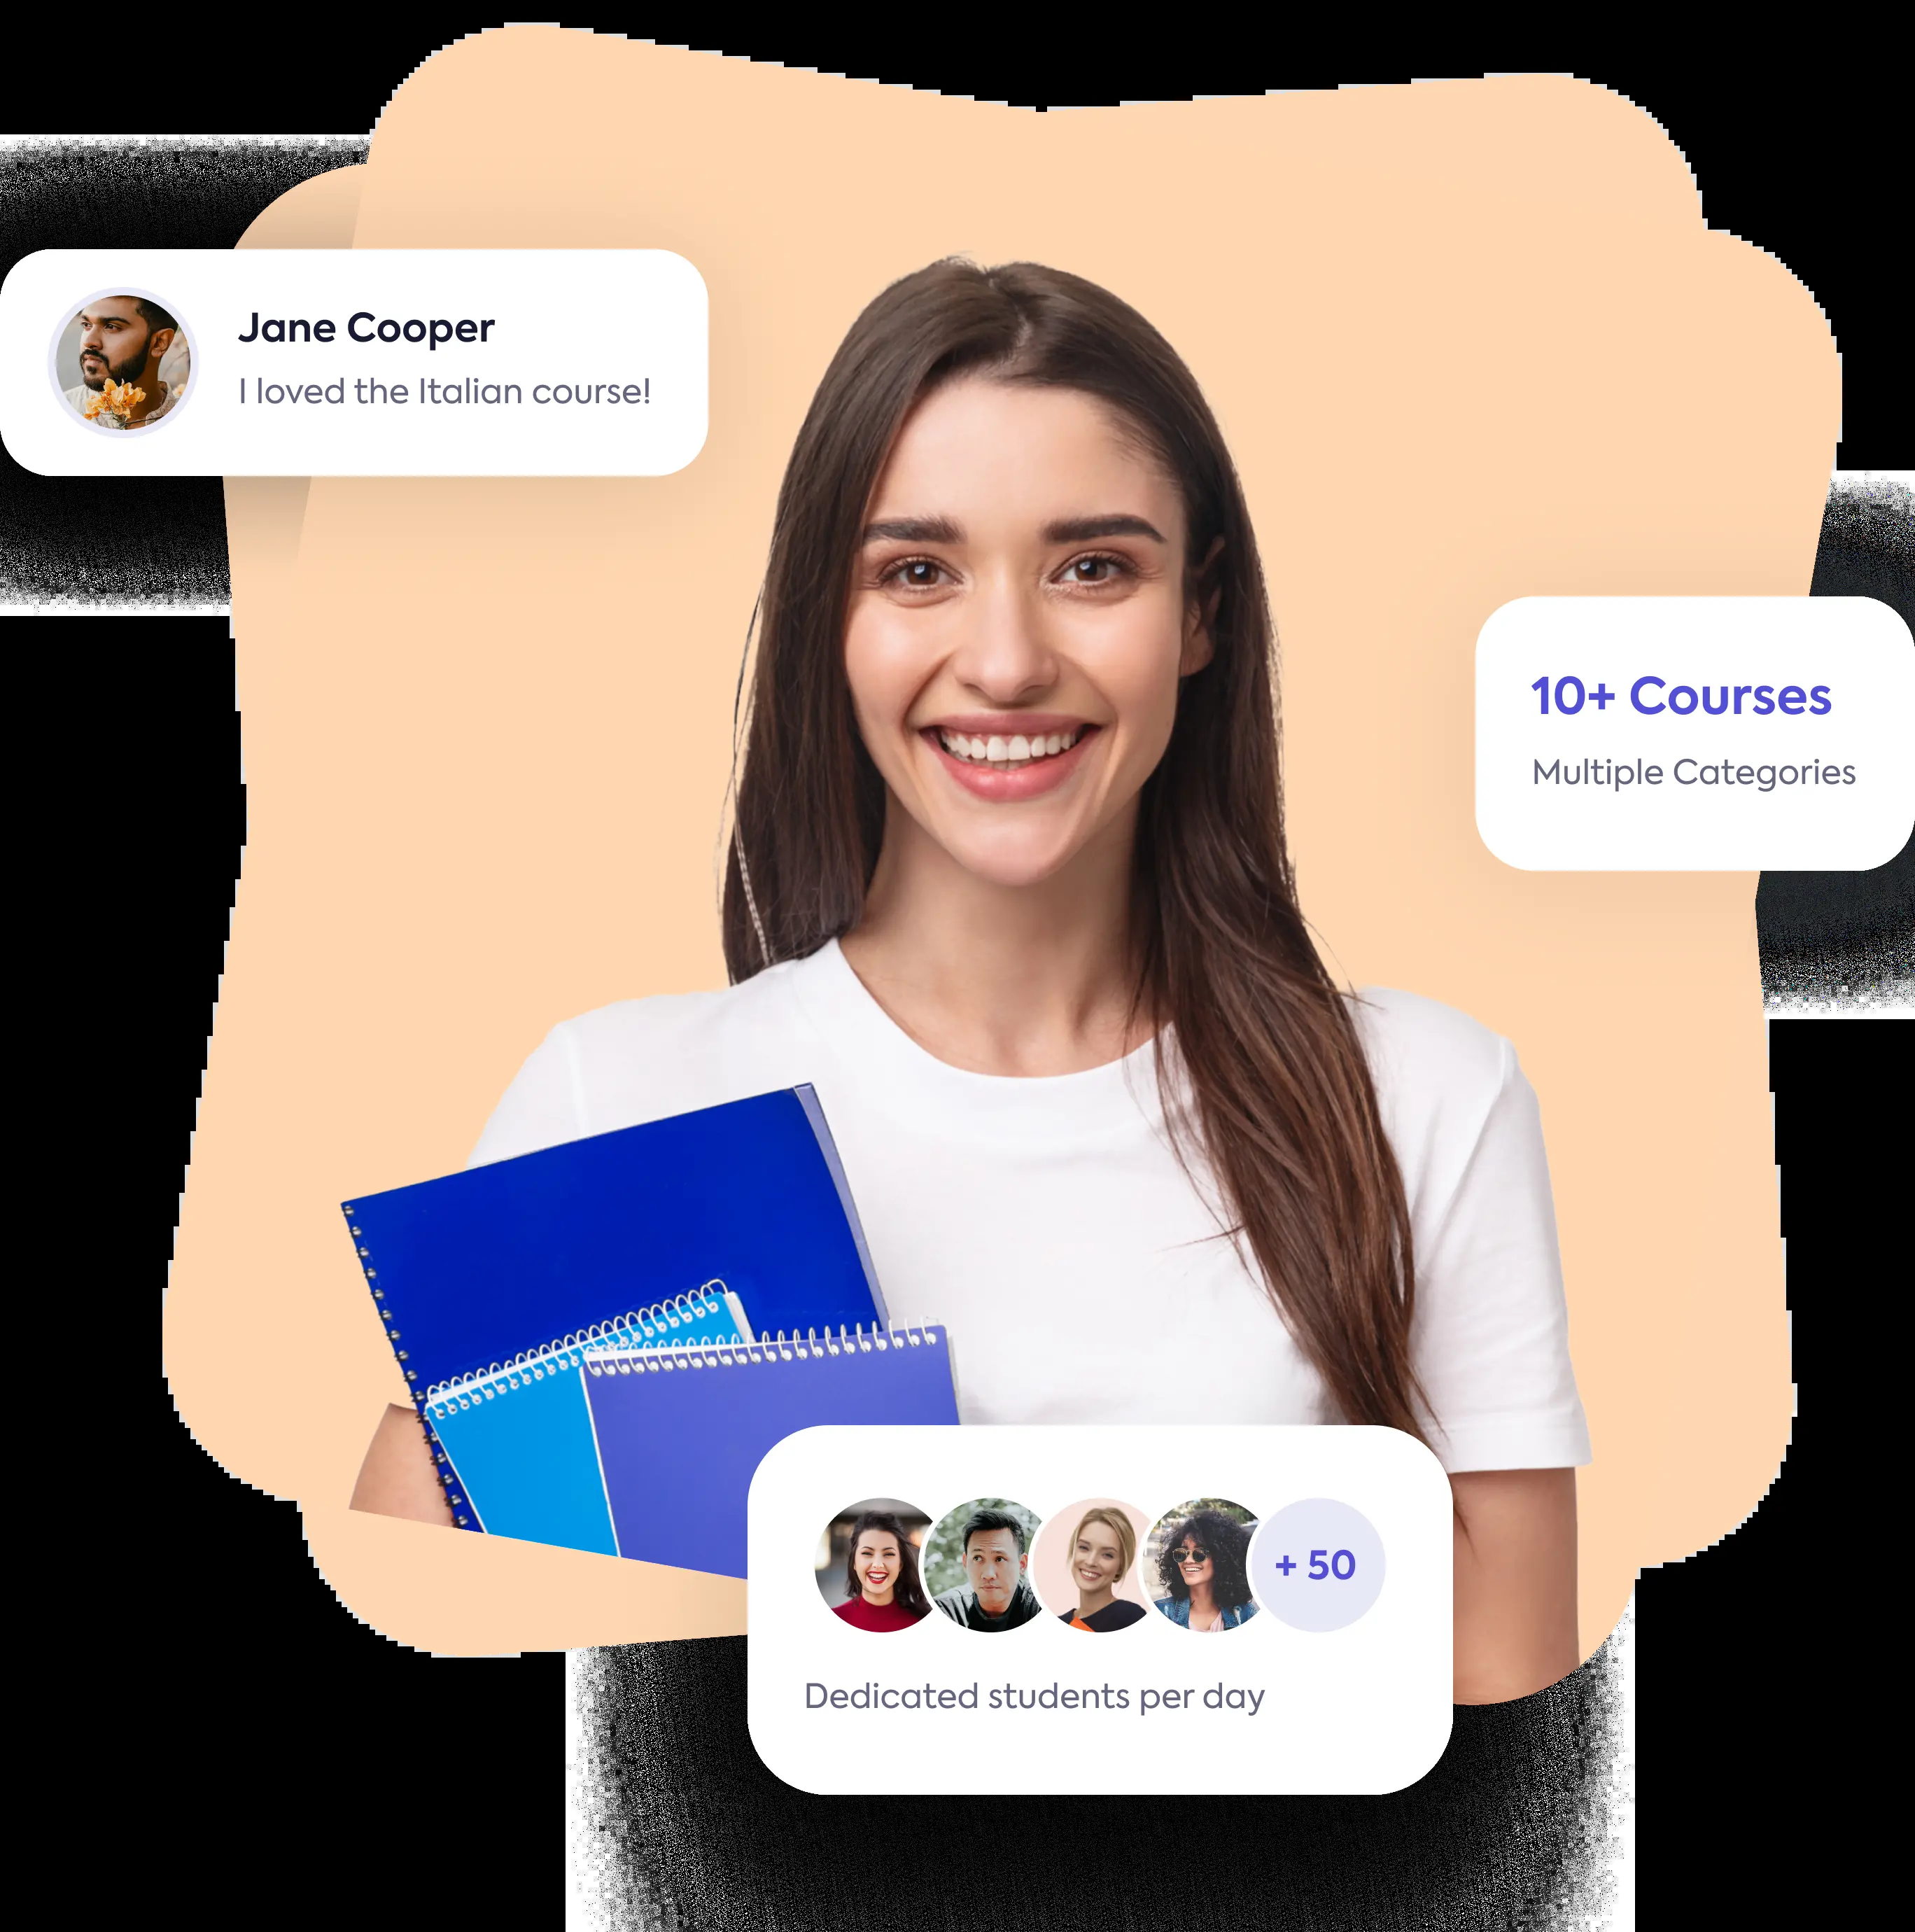 Jane Cooper
I loved the Italian course!
10+ Courses
Multiple Categories
+ 50
Dedicated students per day